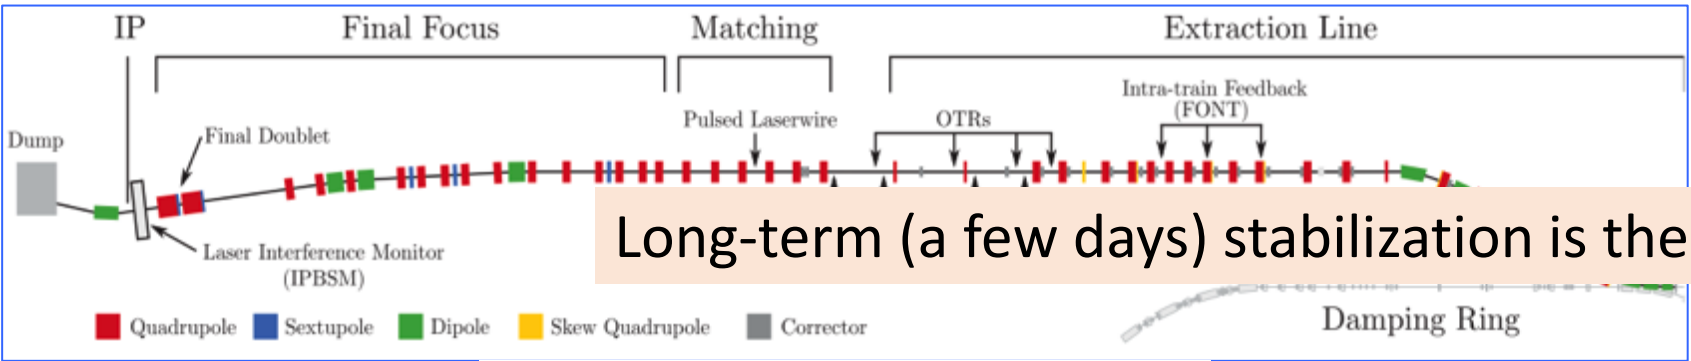 IP
Final Focus
Matching
Extraction Line
Intra-train Feedback
(FONT)
Pulsed Laserwire
OTRs
Dump
Final Doublet
Long-term (a few days) stabilization is the
Laser Interference Monitor
(IPBSM)
Quadrupole
Sextupole
Dipole
Skew Quadrupole
Corrector
Damping Ring